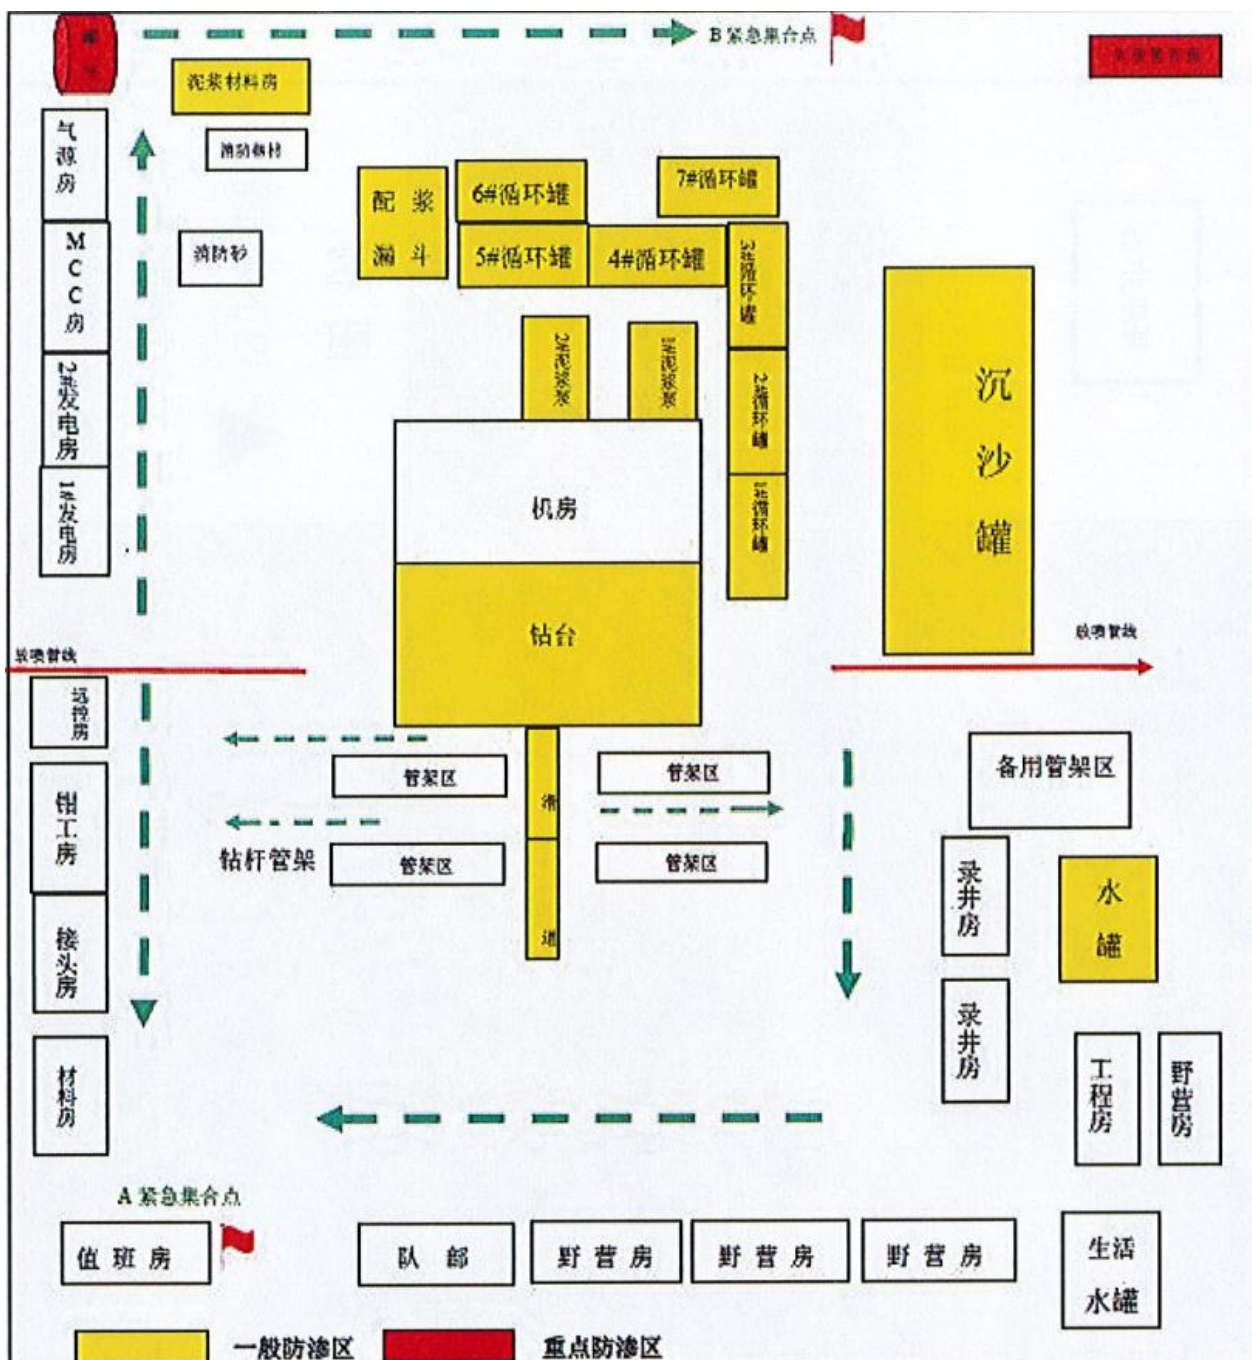 B 紧急集合点
泥浆材料房
气源房
消防砂
配 浆
漏 斗
6#循环罐
7#循环罐
5#循环罐
4#循环罐
3#循环罐
MCC房
2#泥浆泵
1#泥浆泵
2#循环罐
沉沙罐
2#发电房
1#发电房
机房
1#循环罐
钻台
放喷管线
放喷管线
远控房
管架区
管架区
备用管架区
钳工房
滑
钻杆管架
管架区
管架区
道
录井房
水罐
接头房
录井房
材料房
工程房
野营房
A 紧急集合点
值 班 房
队 部
野 营 房
野 营 房
野 营 房
生活
水罐
一般防渗区
重点防渗区